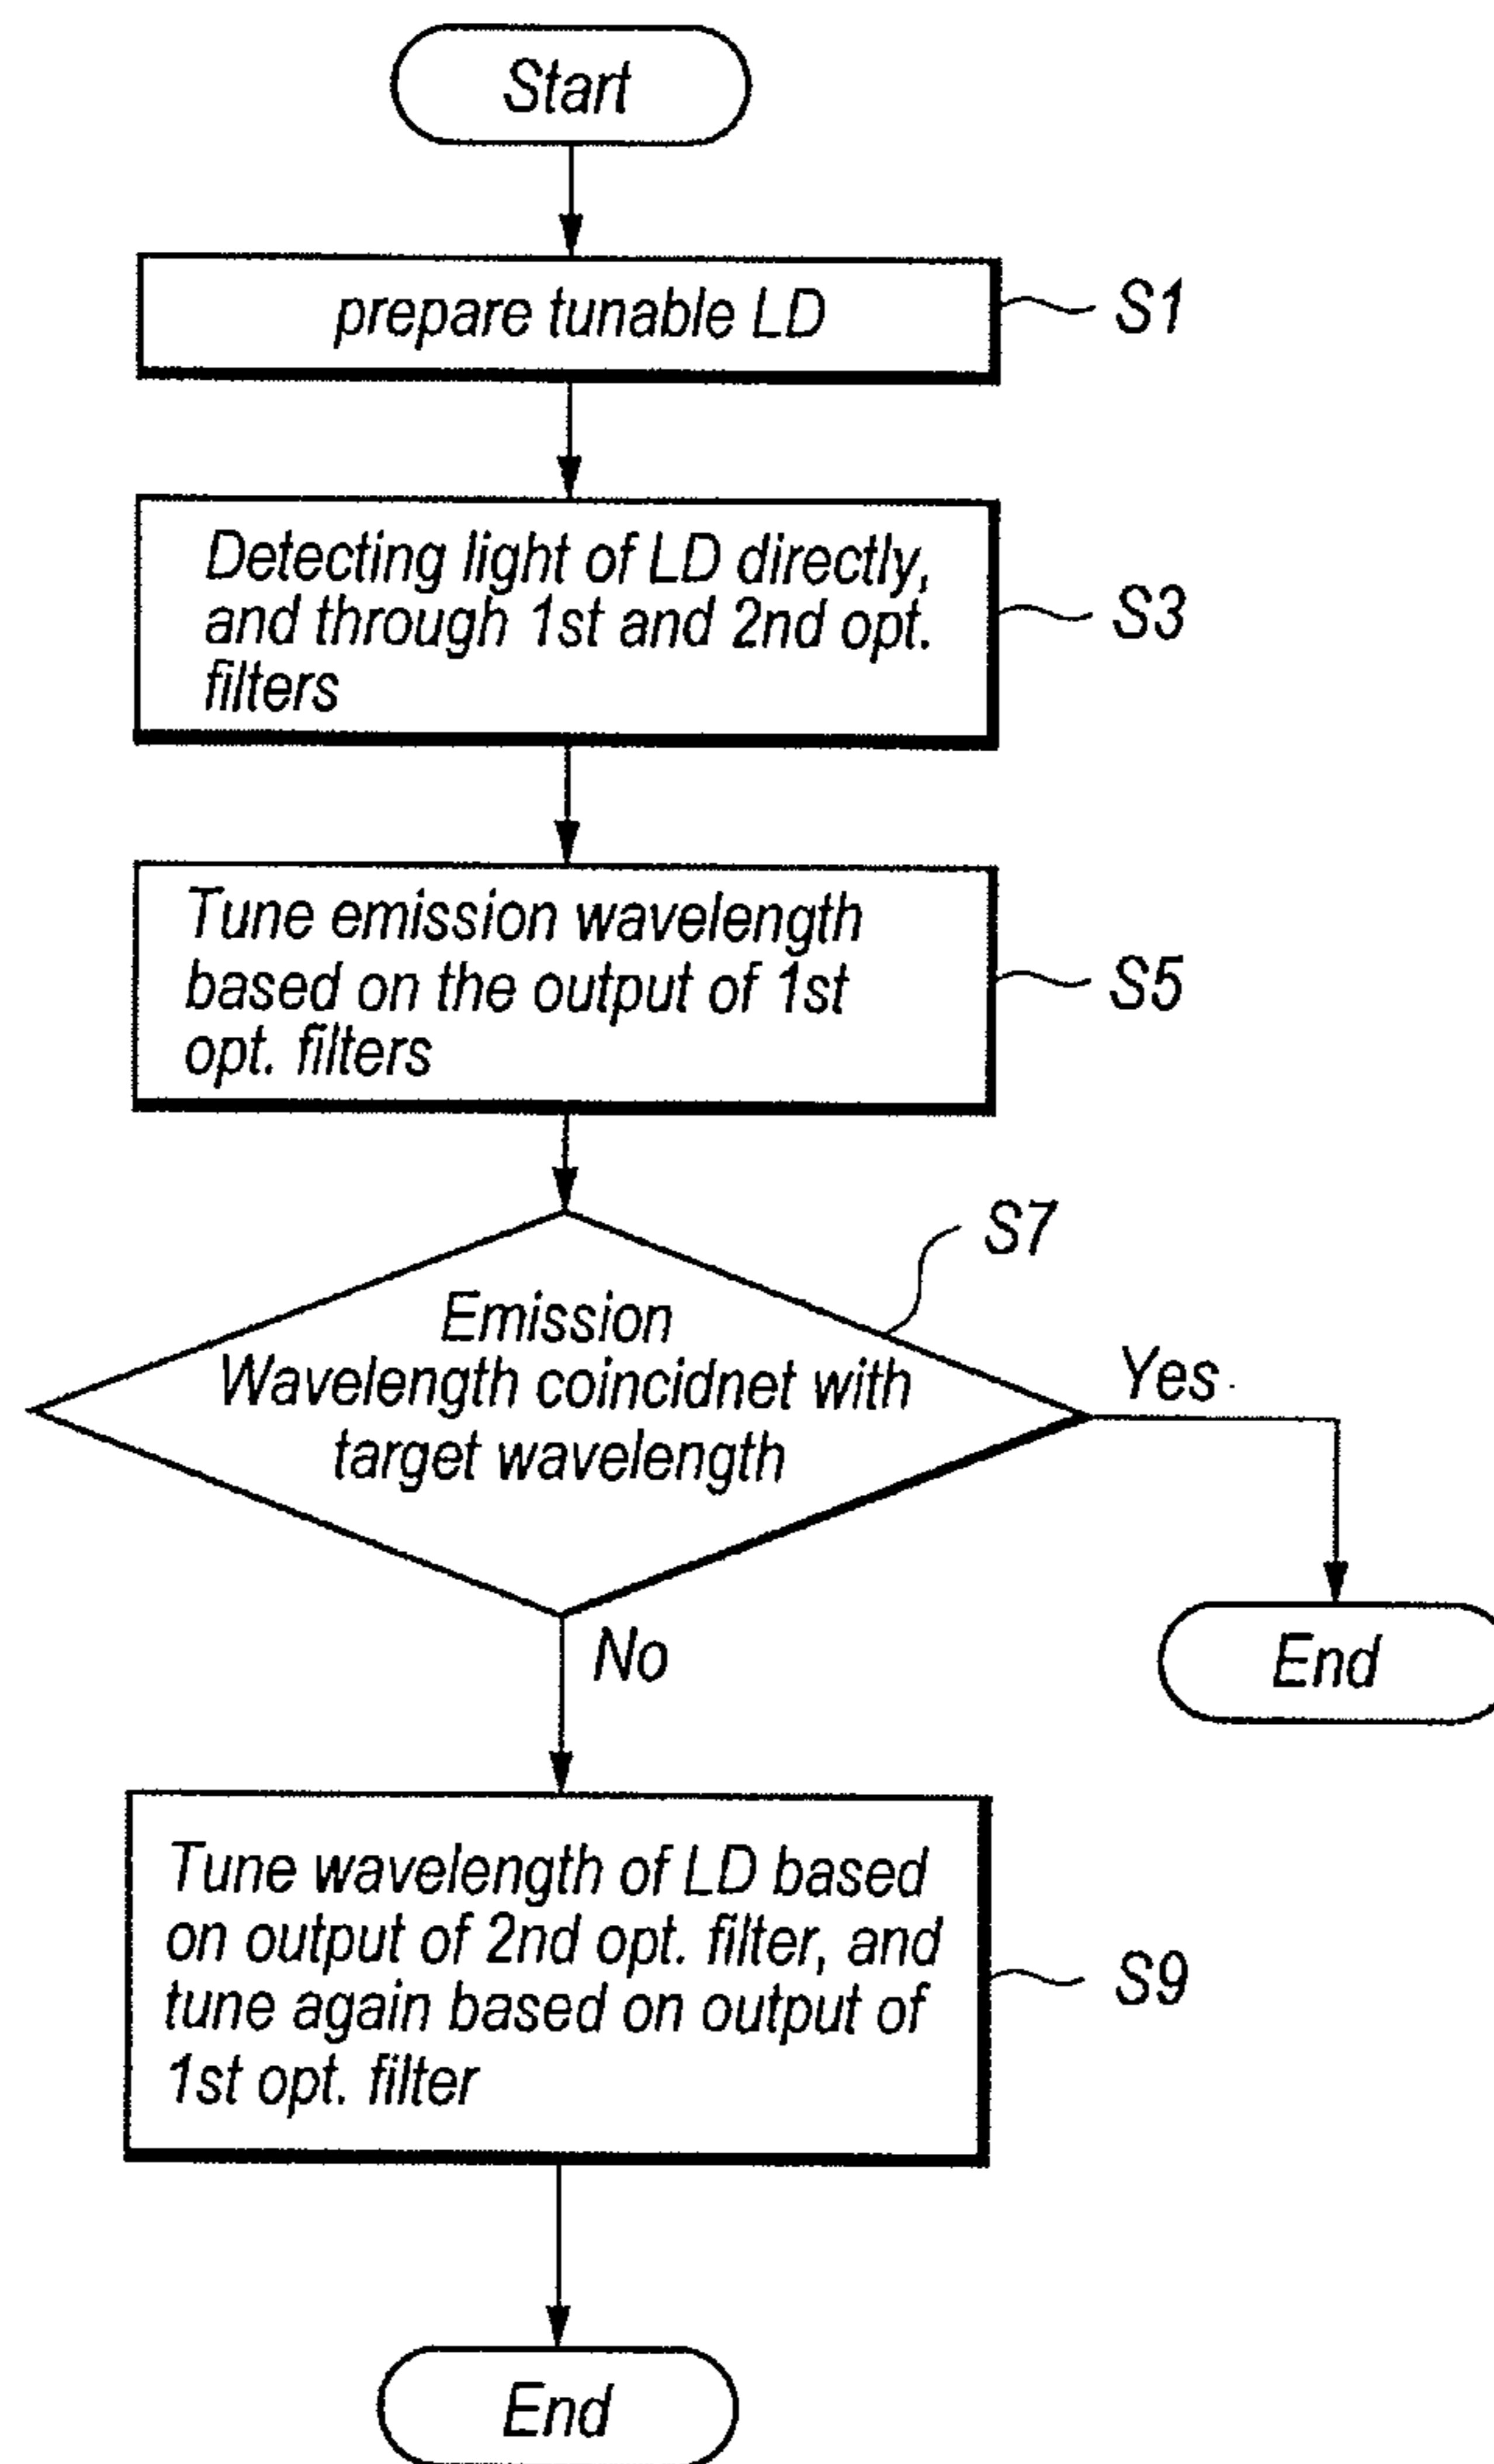 Start
prepare tunable LD
S1
Detecting light of LD directly,
and through 1st and 2nd opt.
filters
S3
Tune emission wavelength
based on the output of 1st
opt. filters
S5
S7
Emission
Wavelength coincidnet with
target wavelength
Yes
End
No
Tune wavelength of LD based
on output of 2nd opt. filter, and
tune again based on output of
1st opt. filter
S9
End